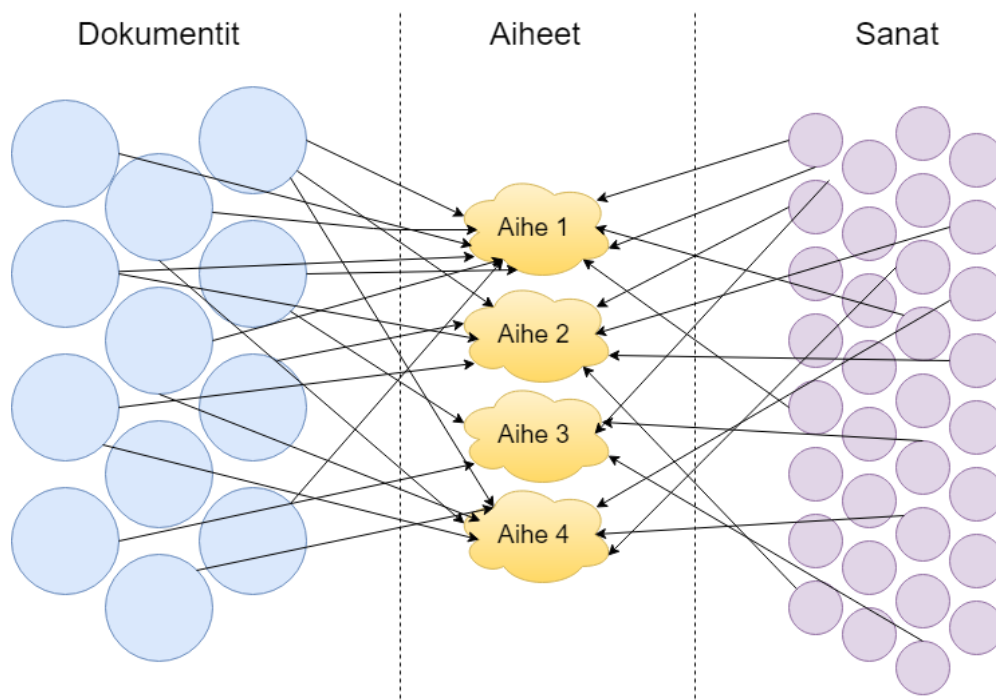 Dokumentit
Aiheet
Sanat
Aihe 1
Aihe 2
Aihe 3
Aihe 4